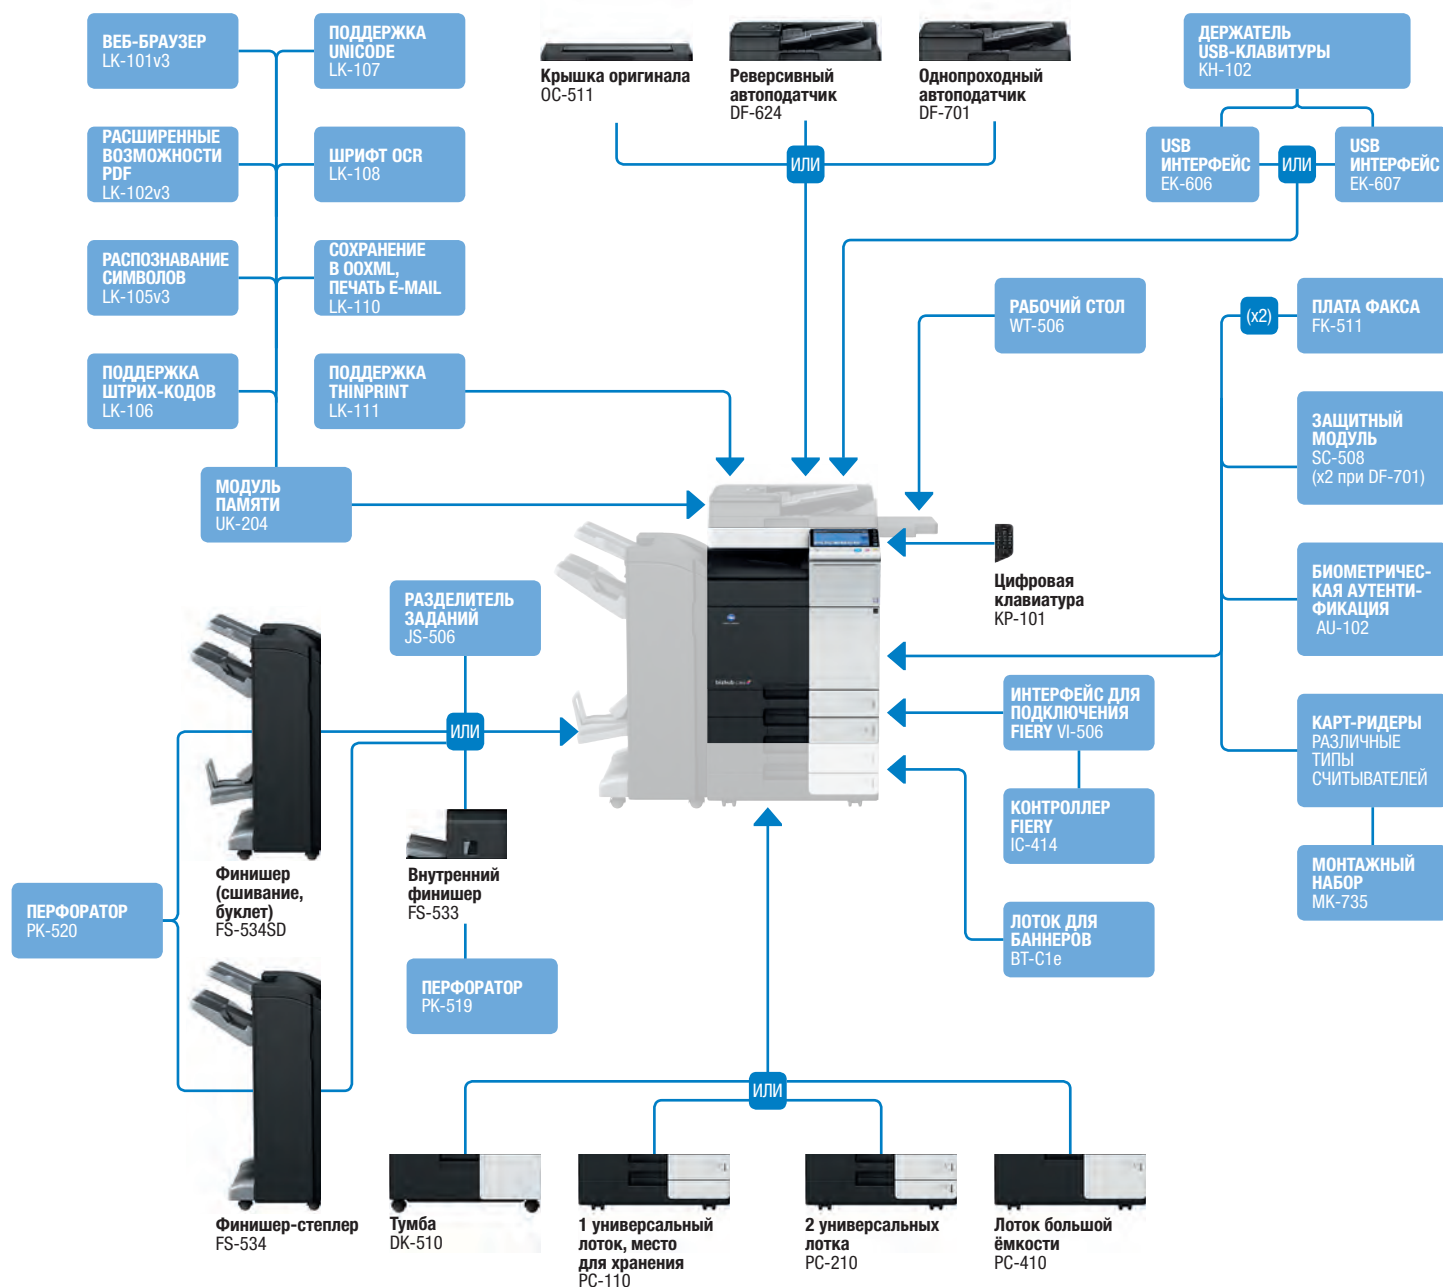 ВЕБ-БРАУЗЕР
LK-101v3
ПОДДЕРЖКА
UNICODE
LK-107
РАСШИРЕННЫЕ
ВОЗМОЖНОСТИ
PDF
LK-102v3
ШРИФТ OCR
LK-108
РАСПОЗНАВАНИЕ
СИМВОЛОВ
LK-105v3
СОХРАНЕНИЕ
В OOXML,
ПЕЧАТЬ E-MAIL
LK-110
ПОДДЕРЖКА
ШТРИХ-КОДОВ
LK-106
ПОДДЕРЖКА
THINPRINT
LK-111
МОДУЛЬ
ПАМЯТИ
UK-204
Крышка оригинала
OC-511
Реверсивный
автоподатчик
DF-624
Однопроходный
автоподатчик
DF-701
ИЛИ
ДЕРЖАТЕЛЬ
USB-КЛАВИТУРЫ
KH-102
USB
ИНТЕРФЕЙС
EK-606
ИЛИ
USB
ИНТЕРФЕЙС
EK-607
РАБОЧИЙ СТОЛ
WT-506
(x2)
ПЛАТА ФАКСА
FK-511
ЗАЩИТНЫЙ
МОДУЛЬ
SC-508
(x2 при DF-701)
БИОМЕТРИЧЕС-
КАЯ АУТЕНТИ-
ФИКАЦИЯ
AU-102
КАРТ-РИДЕРЫ
РАЗЛИЧНЫЕ
ТИПЫ
СЧИТЫВАТЕЛЕЙ
МОНТАЖНЫЙ
НАБОР
MK-735
Цифровая
клавиатура
KP-101
ИНТЕРФЕЙС ДЛЯ
ПОДКЛЮЧЕНИЯ
FIERY VI-506
КОНТРОЛЛЕР
FIERY
IC-414
ЛОТОК ДЛЯ
БАННЕРОВ
BT-C1e
РАЗДЕЛИТЕЛЬ
ЗАДАНИЙ
JS-506
ИЛИ
Внутренний
финишер
FS-533
ПЕРФОРАТОР
PK-519
Финишер
(сшивание,
буклет)
FS-534SD
ПЕРФОРАТОР
PK-520
Финишер-степлер
FS-534
ИЛИ
Тумба
DK-510
1 универсальный
лоток, место
для хранения
PC-110
2 универсальных
лотка
PC-210
Лоток большой
ёмкости
PC-410